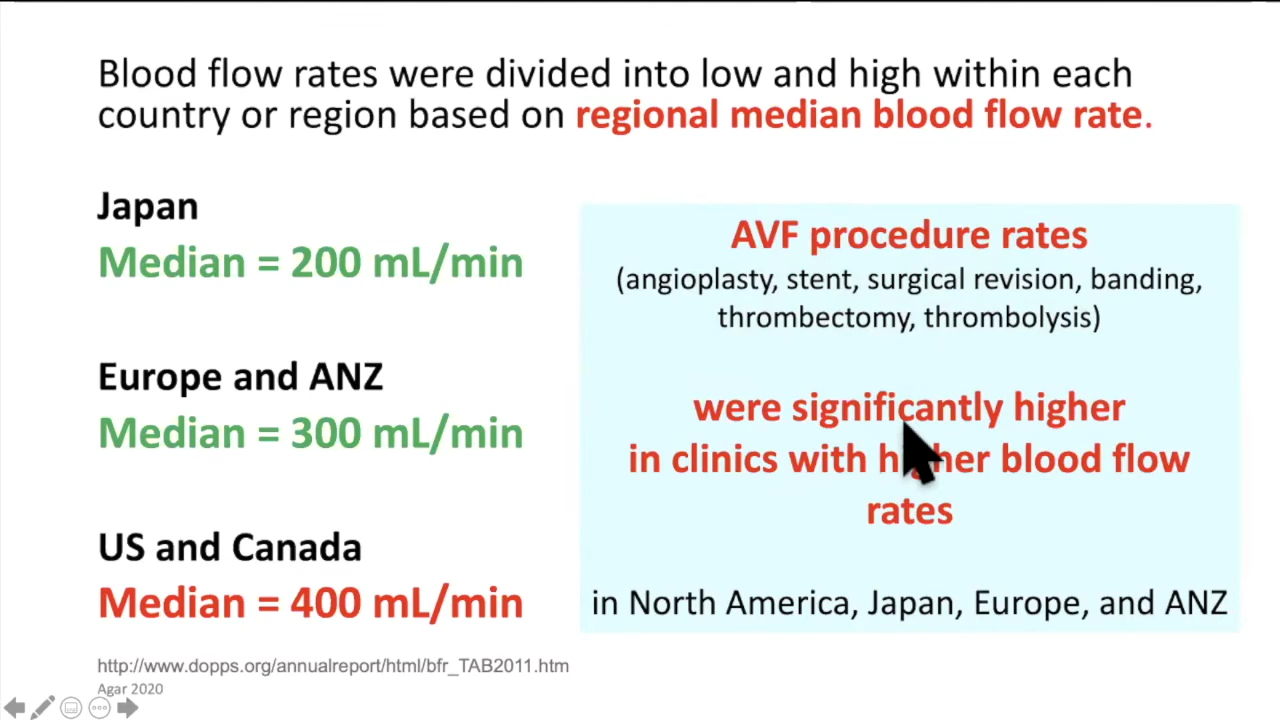 Blood flow rates were divided into low and high within each
country or region based on regional median blood flow rate.
Japan
Median = 200 mL/min
Europe and ANZ
Median = 300 mL/min
US and Canada
Median = 400 mL/min
AVF procedure rates
(angioplasty, stent, surgical revision, banding,
thrombectomy, thrombolysis)
were significantly higher
in clinics with higher blood flow
rates
in North America, Japan, Europe, and ANZ
http://www.dopps.org/annualreport/html/bfr_TAB2011.htm
Agar 2020